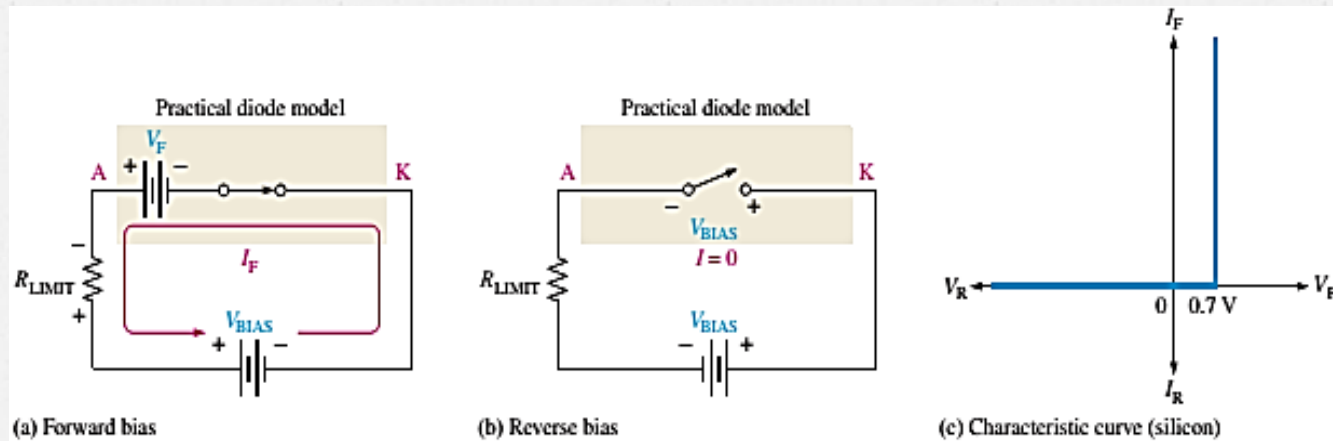 Practical diode model
V_F
A + − K
−
R_LIMIT
+
I_F
V_BIAS
+ −
(a) Forward bias
Practical diode model
A K
− +
V_BIAS
I = 0
R_LIMIT
V_BIAS
− +
(b) Reverse bias
I_F
V_R
0 0.7 V
V_F
I_R
(c) Characteristic curve (silicon)